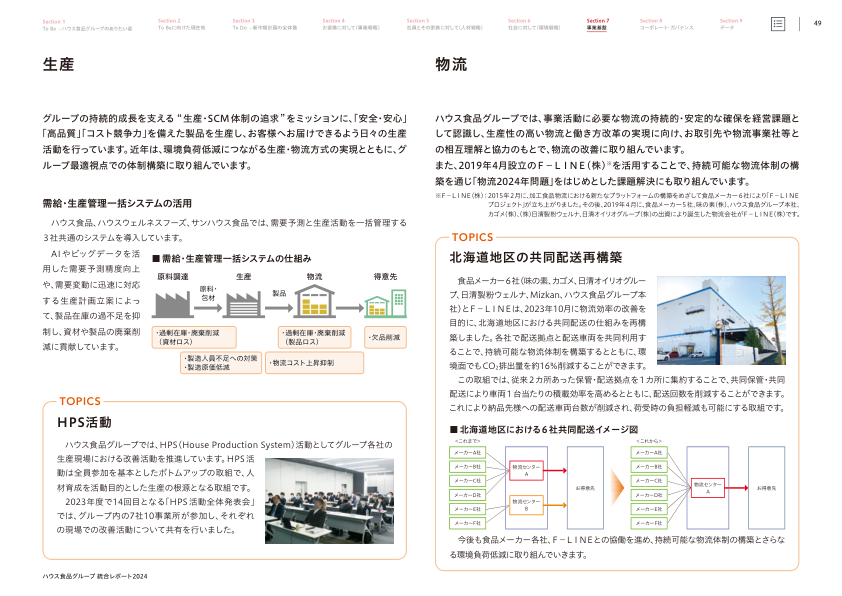 Section 1
To Be －ハウス食品グループのありたい姿
Section 2
To Beに向けた現在地
Section 3
To Do －第七次中期計画の全体像
Section 4
お客様に対して(事業戦略)
Section 5
社員とその家族に対して(人材戦略)
Section 6
社会に対して(環境戦略)
Section 7
事業基盤
Section 8
コーポレート・ガバナンス
Section 9
データ
49
生産
グループの持続的成長を支える“生産・SCM体制の追求”をミッションに、「安全・安心」
「高品質」「コスト競争力」を備えた製品を生産し、お客様へお届けできるよう日々の生産
活動を行っています。近年は、環境負荷低減につながる生産・物流方式の実現とともに、グ
ループ最適視点での体制構築に取り組んでいます。
需給・生産管理一括システムの活用
ハウス食品、ハウスウェルネスフーズ、サンハウス食品では、需要予測と生産活動を一括管理する
3社共通のシステムを導入しています。
AIやビッグデータを活
用した需要予測精度向上
や、需要変動に迅速に対応
する生産計画立案によっ
て、製品在庫の過不足を抑
制し、資材や製品の廃棄削
減に貢献しています。
■需給・生産管理一括システムの仕組み
原料調達
生産
物流
得意先
原料・
包材
製品
・過剰在庫・廃棄削減
(資材ロス)
・過剰在庫・廃棄削減
(製品ロス)
・欠品削減
・製造人員不足への対策
・製造原価低減
・物流コスト上昇抑制
TOPICS
HPS活動
ハウス食品グループでは、HPS(House Production System)活動としてグループ各社の
生産現場における改善活動を推進しています。HPS活
動は全員参加を基本としたボトムアップの取組で、人
材育成を活動目的とした生産の根源となる取組です。
2023年度で14回目となる「HPS活動全体発表会」
では、グループ内の7社10事業所が参加し、それぞれ
の現場での改善活動について共有を行いました。
ハウス食品グループ 統合レポート2024
物流
ハウス食品グループでは、事業活動に必要な物流の持続的・安定的な確保を経営課題と
して認識し、生産性の高い物流と働き方改革の実現に向け、お取引先や物流事業社等と
の相互理解と協力のもとで、物流の改善に取り組んでいます。
また、2019年4月設立のF－LINE(株)※を活用することで、持続可能な物流体制の構
築を通じ「物流2024年問題」をはじめとした課題解決にも取り組んでいます。
※F－LINE(株)：2015年2月に、加工食品物流における新たなプラットフォームの構築をめざして食品メーカー6社により「F－LINE
プロジェクト」が立ち上がりました。その後、2019年4月に、食品メーカー5社、味の素(株)、ハウス食品グループ本社、
カゴメ(株)、(株)日清製粉ウェルナ、日清オイリオグループ(株)の出資により誕生した物流会社がF－LINE(株)です。
TOPICS
北海道地区の共同配送再構築
食品メーカー6社(味の素、カゴメ、日清オイリオグルー
プ、日清製粉ウェルナ、Mizkan、ハウス食品グループ本
社)とF－LINEは、2023年10月に物流効率の改善を
目的に、北海道地区における共同配送の仕組みを再構
築しました。各社で配送拠点と配送車両を共同利用す
ることで、持続可能な物流体制を構築するとともに、環
境面でもCO₂排出量を約16%削減することができます。
この取組では、従来2カ所あった保管・配送拠点を1カ所に集約することで、共同保管・共同
配送により車両1台当たりの積載効率を高めるとともに、配送回数を削減することができます。
これにより納品先様への配送車両台数が削減され、荷受時の負担軽減も可能にする取組です。
■北海道地区における6社共同配送イメージ図
<これまで>
メーカーA社
メーカーB社
メーカーC社
メーカーD社
メーカーE社
メーカーF社
物流センター
A
物流センター
B
お得意先
<これから>
メーカーA社
メーカーB社
メーカーC社
メーカーD社
メーカーE社
メーカーF社
物流センター
A
お得意先
今後も食品メーカー各社、F－LINEとの協働を進め、持続可能な物流体制の構築とさらな
る環境負荷低減に取り組んでいきます。